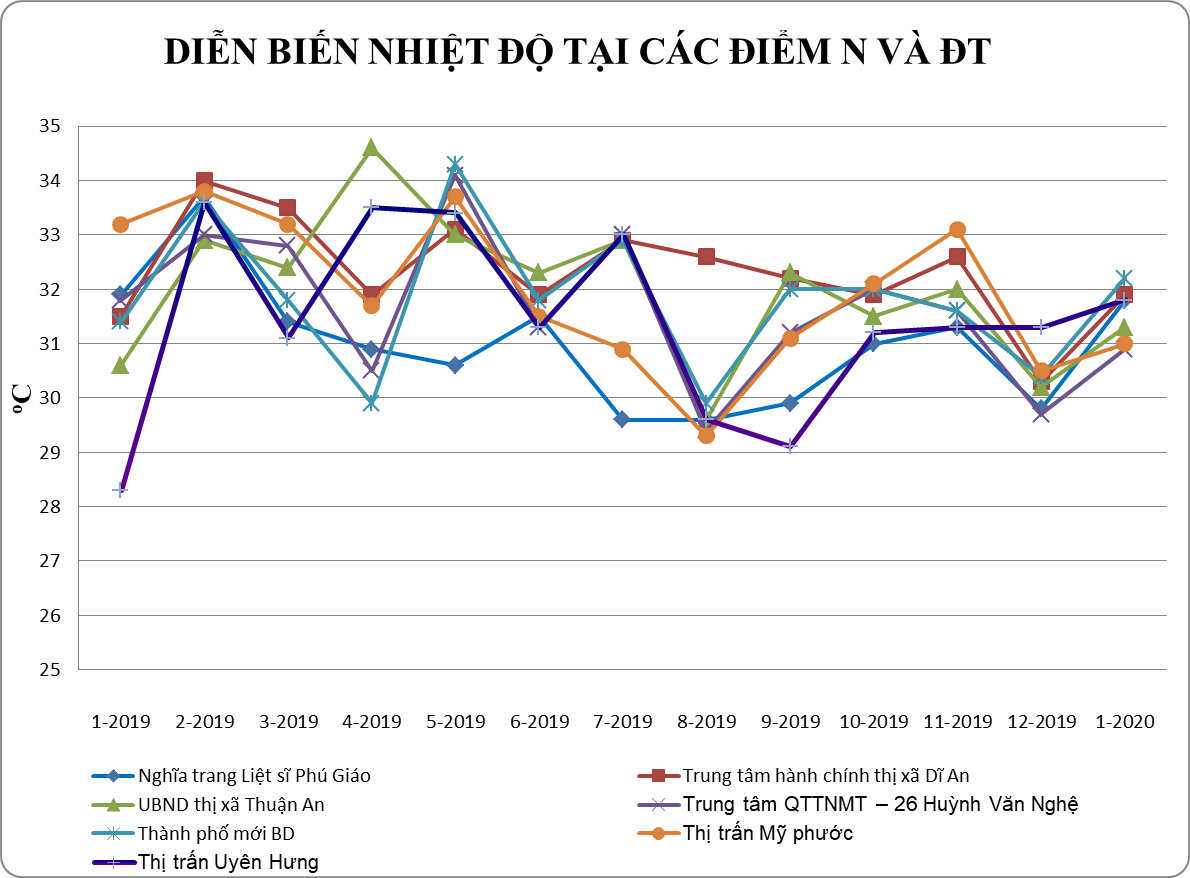 DIỄN BIẾN NHIỆT ĐỘ TẠI CÁC ĐIỂM N VÀ ĐT
35
34
33
32
31
30
29
28
27
26
25
ºC
1-2019 2-2019 3-2019 4-2019 5-2019 6-2019 7-2019 8-2019 9-2019 10-2019 11-2019 12-2019 1-2020
Nghĩa trang Liệt sĩ Phú Giáo Trung tâm hành chính thị xã Dĩ An
UBND thị xã Thuận An Trung tâm QTTNMT – 26 Huỳnh Văn Nghệ
Thành phố mới BD Thị trấn Mỹ phước
Thị trấn Uyên Hưng